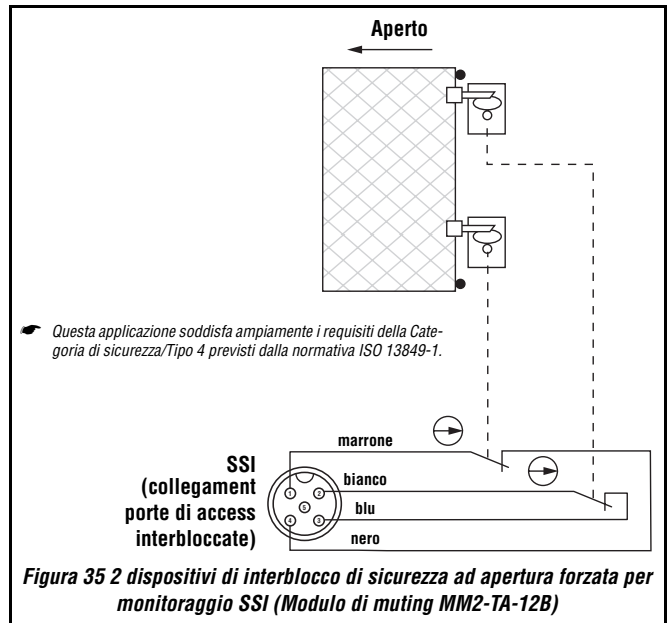 Aperto
Questa applicazione soddisfa ampiamente i requisiti della Cate-
goria di sicurezza/Tipo 4 previsti dalla normativa ISO 13849-1.
marrone
SSI
(collegament
porte di access
interbloccate)
bianco
blu
nero
1
2
5
4
3
Figura 35 2 dispositivi di interblocco di sicurezza ad apertura forzata per
monitoraggio SSI (Modulo di muting MM2-TA-12B)